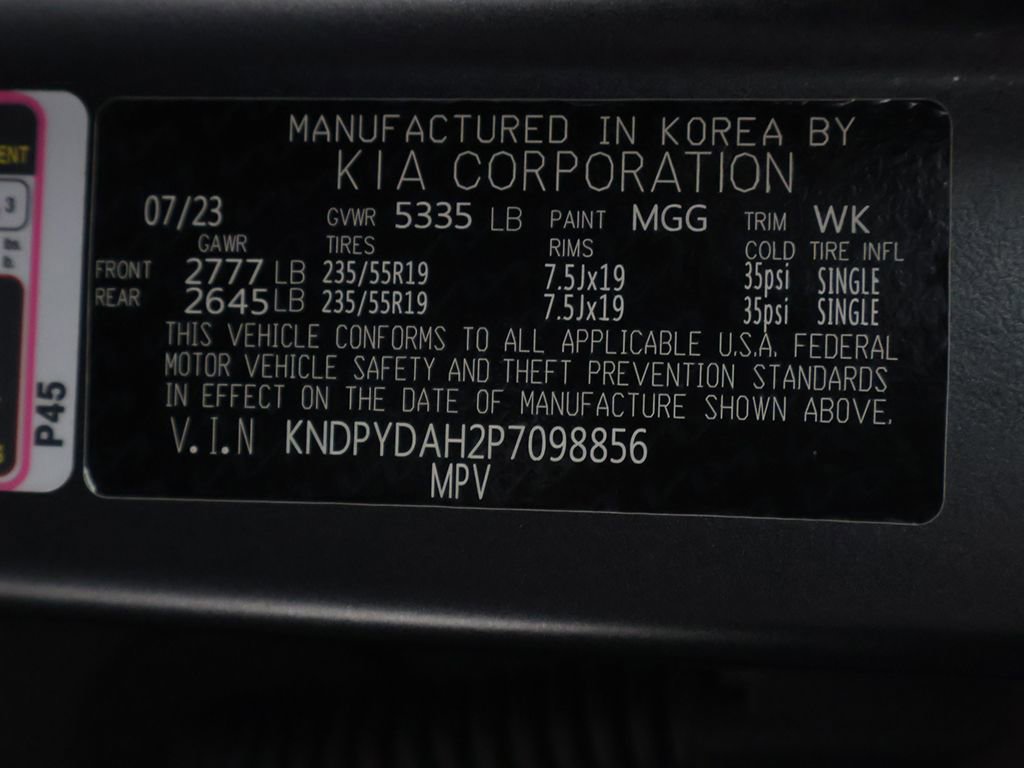 MANUFACTURED IN KOREA BY
KIA CORPORATION
07/23 GVWR 5335 LB PAINT MGG TRIM WK
GAWR TIRES RIMS COLD TIRE INFL
FRONT 2777 LB 235/55R19 7.5Jx19 35psi SINGLE
REAR 2645 LB 235/55R19 7.5Jx19 35psi SINGLE
THIS VEHICLE CONFORMS TO ALL APPLICABLE U.S.A. FEDERAL
MOTOR VEHICLE SAFETY AND THEFT PREVENTION STANDARDS
IN EFFECT ON THE DATE OF MANUFACTURE SHOWN ABOVE.
V.I.N KNDPYDAH2P7098856
MPV
ENT
3
lbs.
P45